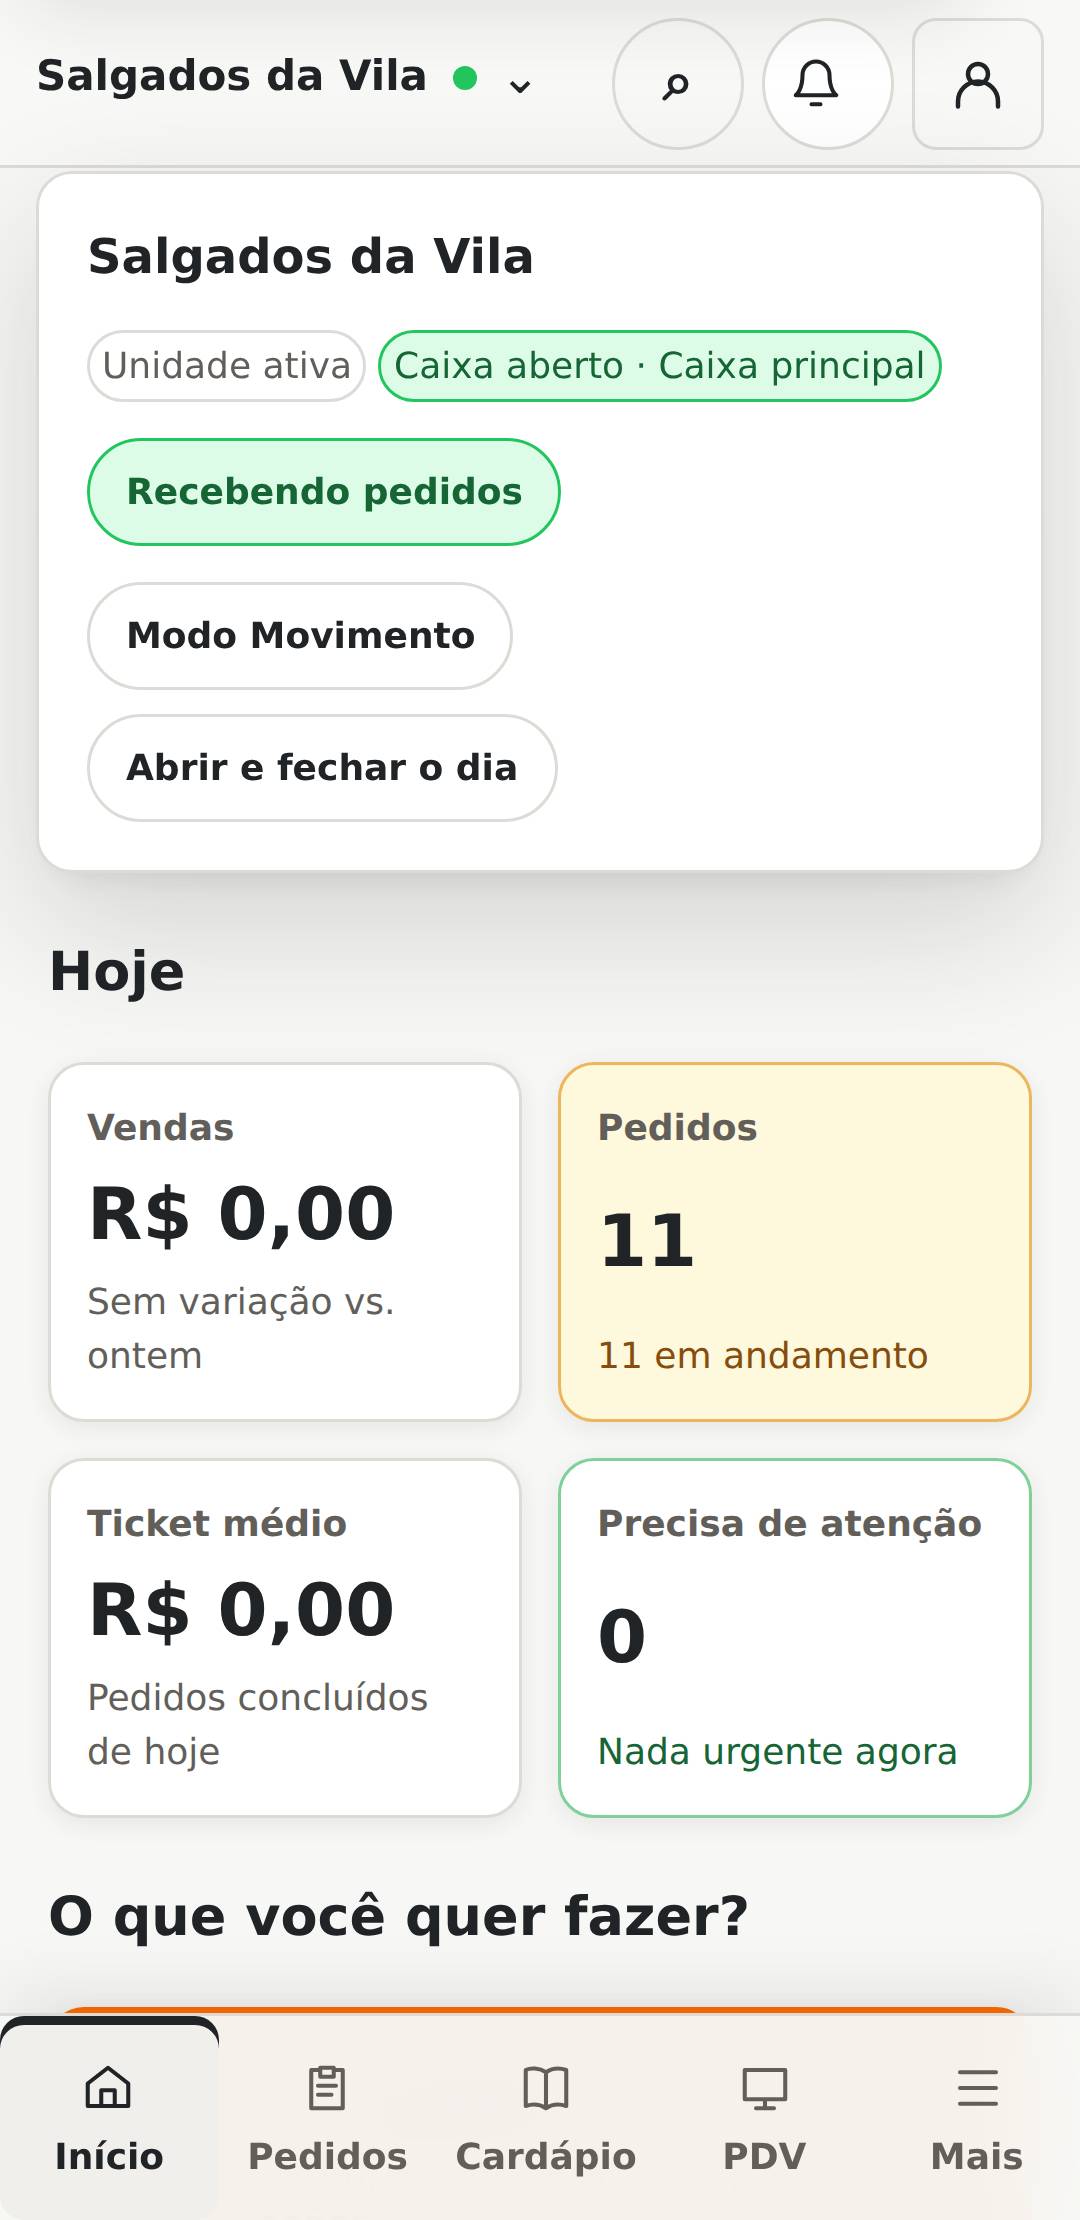 Salgados da Vila
Salgados da Vila
Unidade ativa
Caixa aberto · Caixa principal
Recebendo pedidos
Modo Movimento
Abrir e fechar o dia
Hoje
Vendas
R$ 0,00
Sem variação vs.
ontem
Pedidos
11
11 em andamento
Ticket médio
R$ 0,00
Pedidos concluídos
de hoje
Precisa de atenção
0
Nada urgente agora
O que você quer fazer?
Início
Pedidos
Cardápio
PDV
Mais